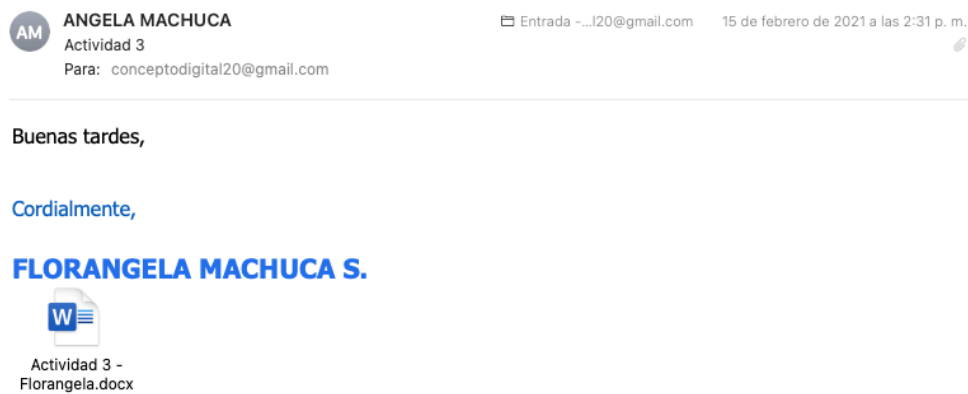 AM
ANGELA MACHUCA
Entrada -...l20@gmail.com
15 de febrero de 2021 a las 2:31 p. m.
Actividad 3
Para: conceptodigital20@gmail.com
Buenas tardes,
Cordialmente,
FLORANGELA MACHUCA S.
W
Actividad 3 -
Florangela.docx